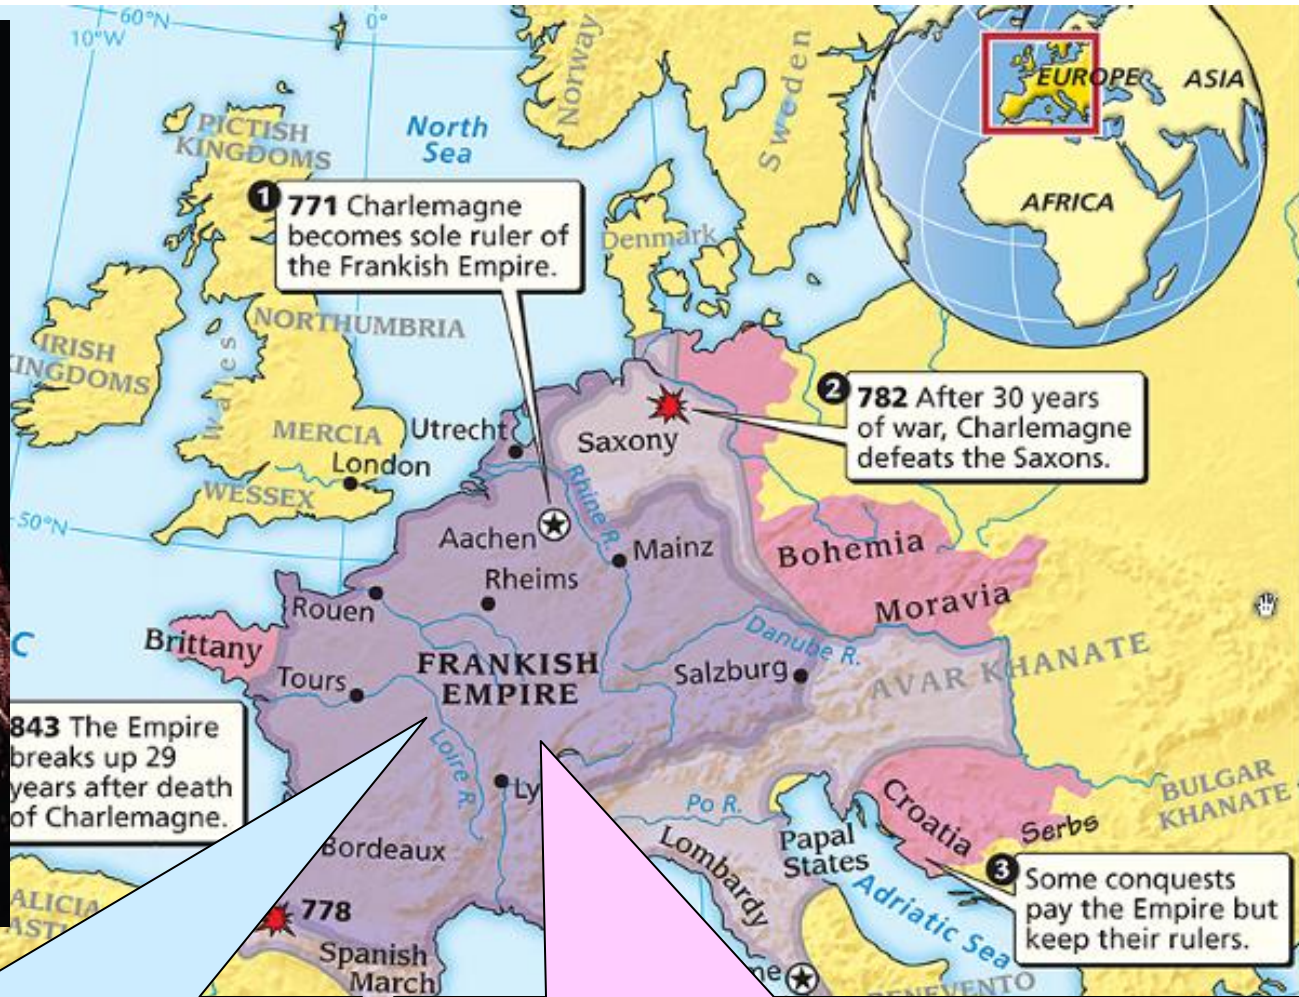 60°N
10°W
0°
Norway
Sweden
EUROPE
ASIA
AFRICA
PICTISH
KINGDOMS
North
Sea
1
771 Charlemagne
becomes sole ruler of
the Frankish Empire.
Denmark
NORTHUMBRIA
IRISH
KINGDOMS
Wales
MERCIA
Utrecht
London
WESSEX
Saxony
2
782 After 30 years
of war, Charlemagne
defeats the Saxons.
50°N
Rhine R.
Aachen
Mainz
Rheims
Rouen
Bohemia
Moravia
Brittany
C
Danube R.
FRANKISH
EMPIRE
Tours
Salzburg
AVAR KHANATE
843 The Empire
breaks up 29
years after death
of Charlemagne.
Loire R.
Ly
Po R.
Croatia
Serbs
BULGAR
KHANATE
Bordeaux
Lombardy
Papal
States
Adriatic Sea
3
Some conquests
pay the Empire but
keep their rulers.
ALICIA
AST
778
Spanish
March
me
BENEVENTO